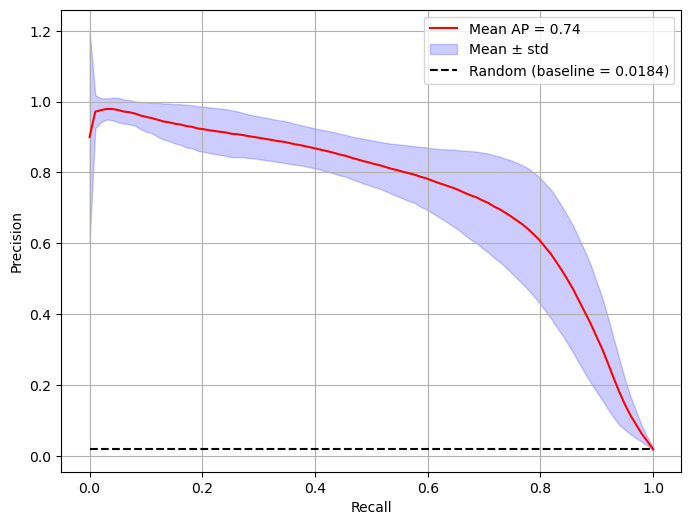 Mean AP = 0.74
Mean ± std
Random (baseline = 0.0184)
1.2
1.0
0.8
0.6
0.4
0.2
0.0
Precision
0.0 0.2 0.4 0.6 0.8 1.0
Recall